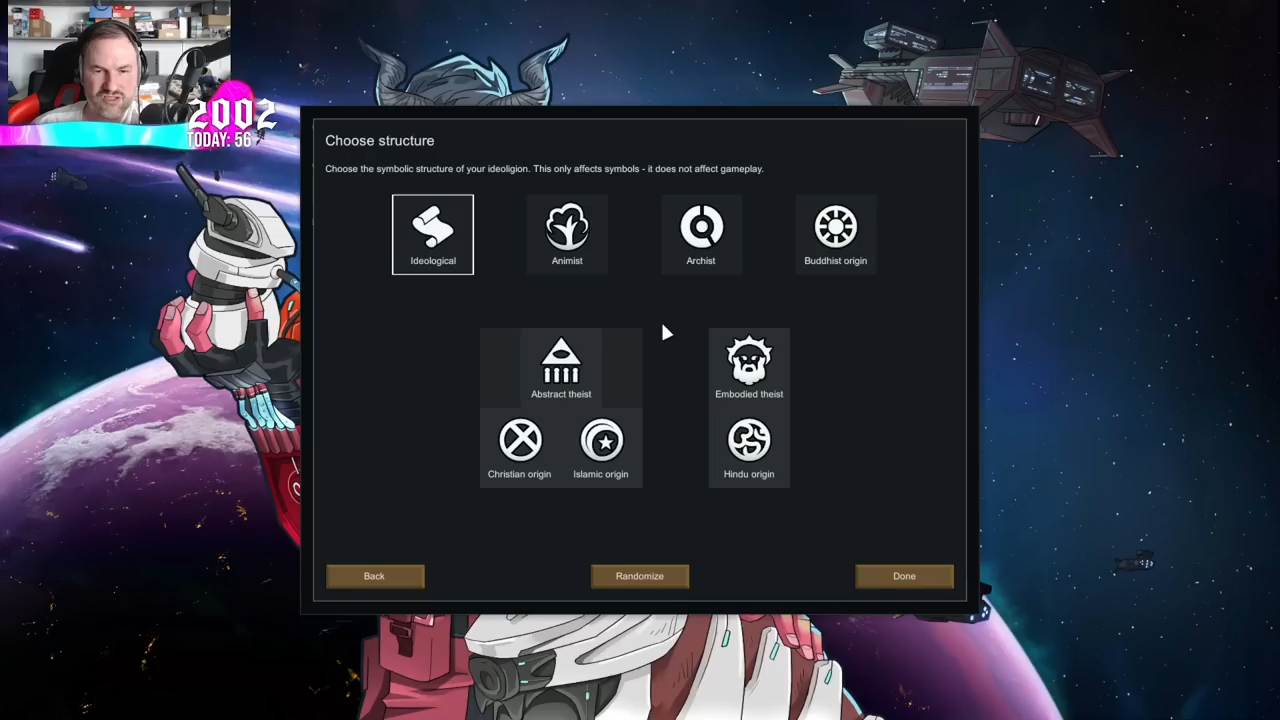 2002
TODAY: 56
Choose structure
Choose the symbolic structure of your ideoligion. This only affects symbols - it does not affect gameplay.
Ideological
Animist
Archist
Buddhist origin
Abstract theist
Embodied theist
Christian origin
Islamic origin
Hindu origin
Back
Randomize
Done